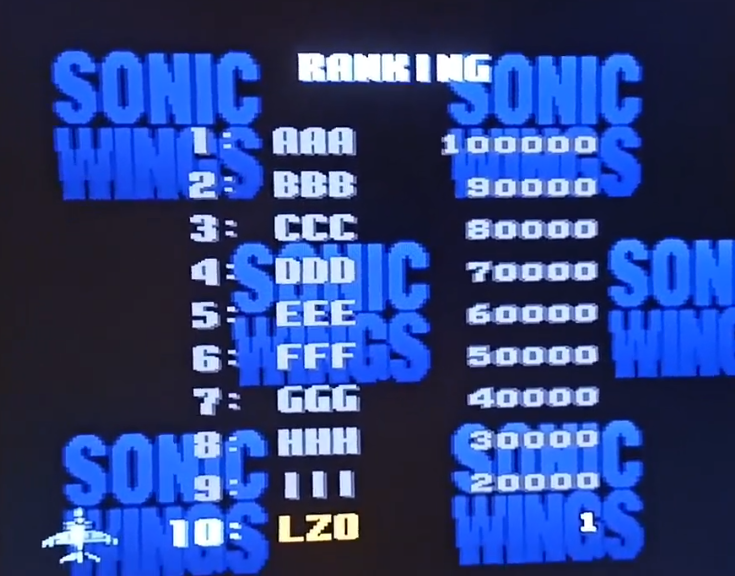 RANKING
SONIC WINGS
SONIC WINGS
1: AAA 100000
2: BBB 90000
3: CCC 80000
4: DDD 70000
5: EEE 60000
6: FFF 50000
7: GGG 40000
8: HHH 30000
9: III 20000
10: LZO 1
SONIC WINGS
SON
WING
SONIC WINGS
SONIC WINGS